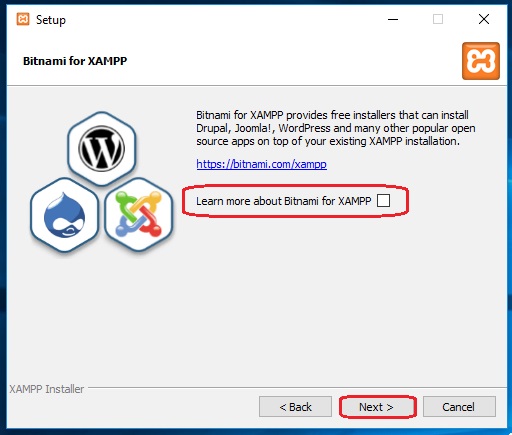 Setup
Bitnami for XAMPP
Bitnami for XAMPP provides free installers that can install
Drupal, Joomla!, WordPress and many other popular open
source apps on top of your existing XAMPP installation.
https://bitnami.com/xampp
Learn more about Bitnami for XAMPP
XAMPP Installer
< Back
Next >
Cancel